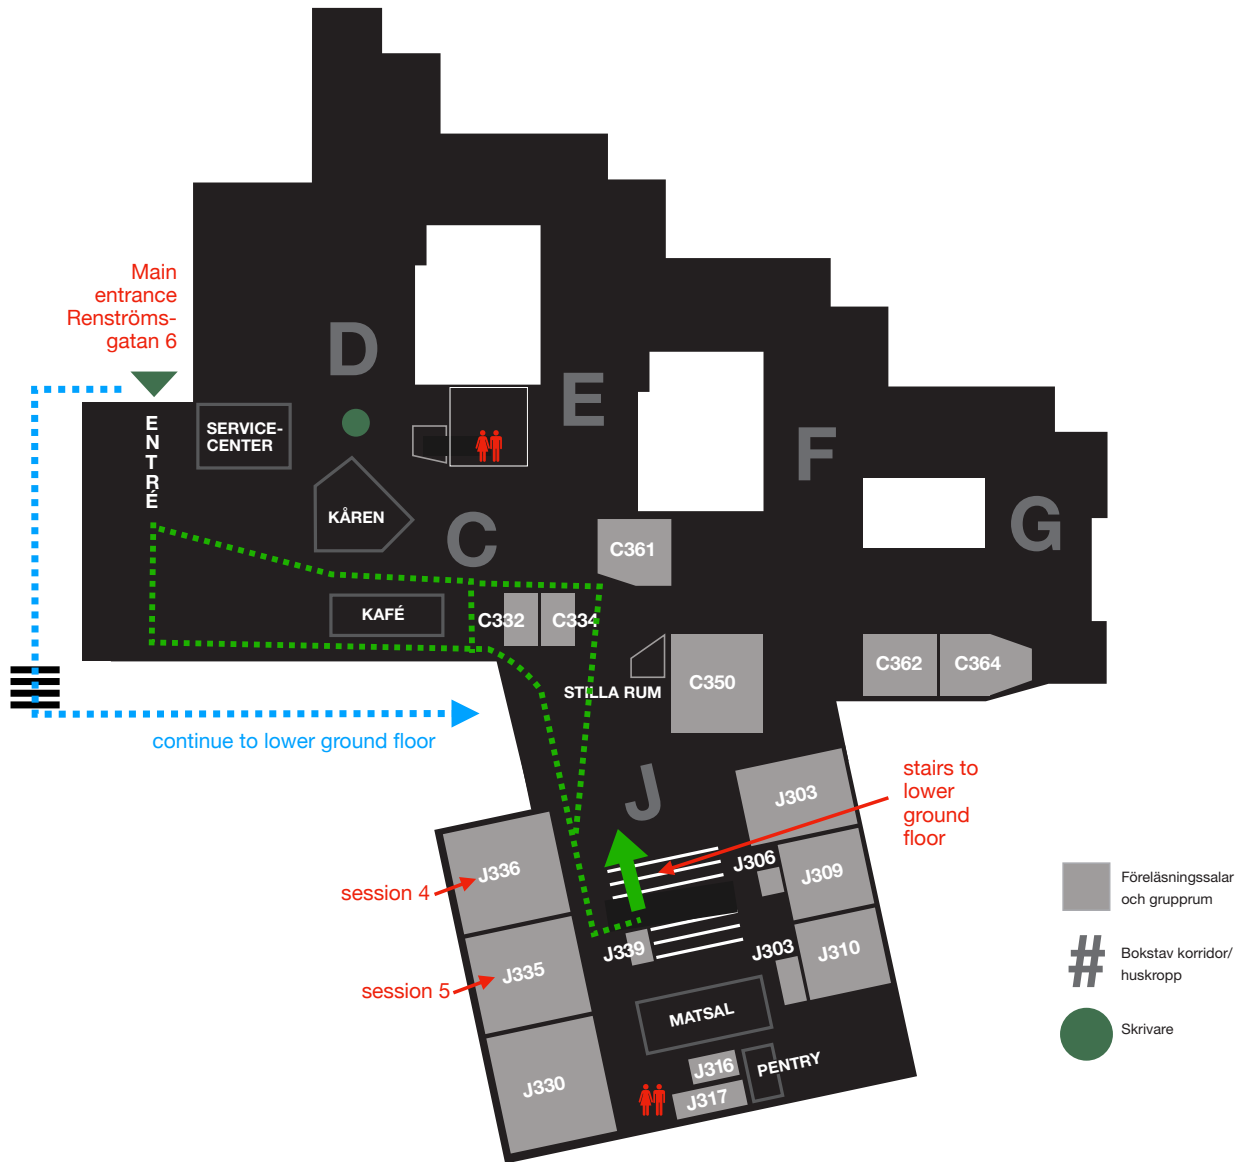 Main
entrance
Renströms-
gatan 6
D
E
F
G
C
J
ENTRÉ
SERVICE-
CENTER
KÅREN
KAFÉ
C361
C332
C334
C362
C364
C350
STILLA RUM
continue to lower ground floor
stairs to
lower
ground
floor
J303
J306
J309
J336
session 4
J339
J303
J310
J335
session 5
MATSAL
J316
PENTRY
J317
J330
Föreläsningssalar
och grupprum
#
Bokstav korridor/
huskropp
Skrivare